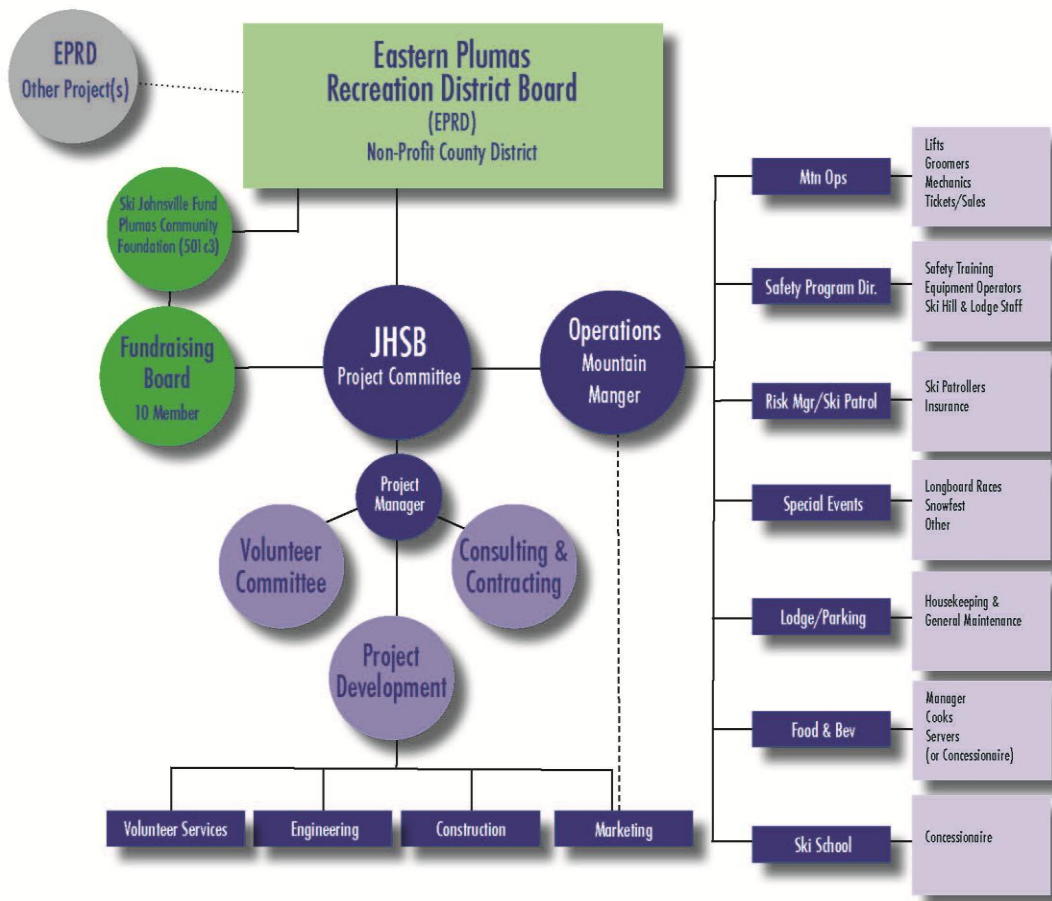 EPRD
Other Project(s)
Eastern Plumas
Recreation District Board
(EPRD)
Non-Profit County District
Ski Johnsville Fund
Plumas Community
Foundation (501c3)
Fundraising
Board
10 Member
JHSB
Project Committee
Operations
Mountain
Manger
Project
Manager
Volunteer
Committee
Consulting &
Contracting
Project
Development
Volunteer Services
Engineering
Construction
Marketing
Mtn Ops
Lifts
Groomers
Mechanics
Tickets/Sales
Safety Program Dir.
Safety Training
Equipment Operators
Ski Hill & Lodge Staff
Risk Mgr/Ski Patrol
Ski Patrollers
Insurance
Special Events
Longboard Races
Snowfest
Other
Lodge/Parking
Housekeeping &
General Maintenance
Food & Bev
Manager
Cooks
Servers
(or Concessionaire)
Ski School
Concessionaire